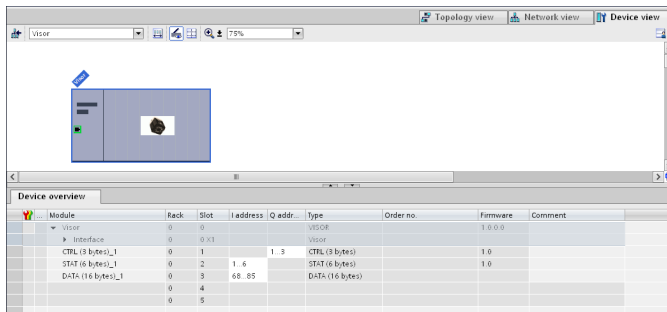 Topology view Network view Device view
Visor 75%
Visor
Device overview
... Module Rack Slot I address Q addr... Type Order no. Firmware Comment
Visor 0 0 VISOR 1.0.0.0
Interface 0 0 X1 Visor
CTRL (3 bytes)_1 0 1 1...3 CTRL (3 bytes) 1.0
STAT (6 bytes)_1 0 2 1...6 STAT (6 bytes) 1.0
DATA (16 bytes)_1 0 3 68...85 DATA (16 bytes)
0 4
0 5